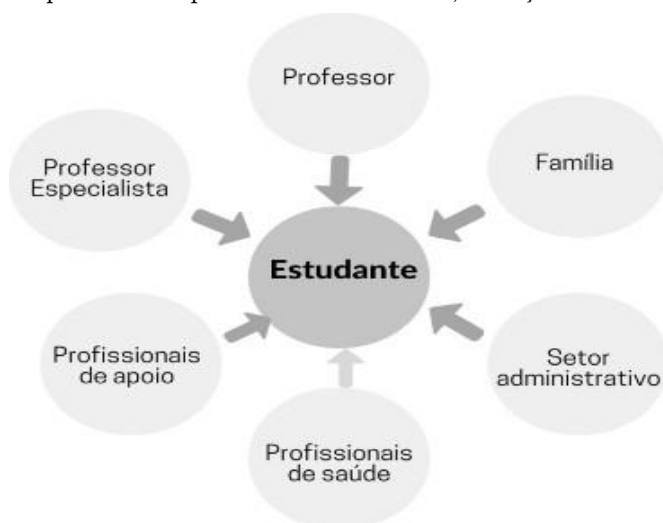 Professor
Professor
Especialista
Família
Estudante
Profissionais
de apoio
Setor
administrativo
Profissionais
de saúde